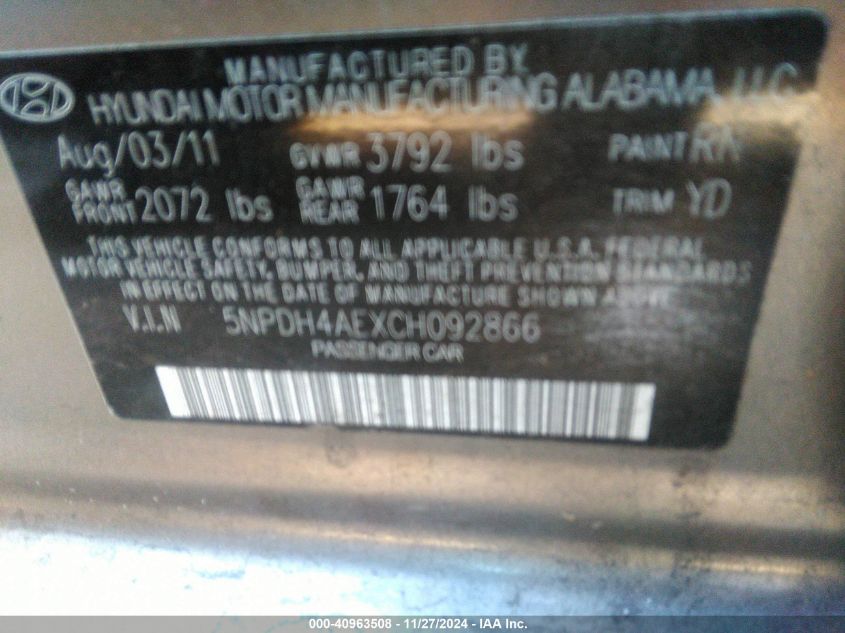 MANUFACTURED BY
HYUNDAI MOTOR MANUFACTURING ALABAMA, LLC
Aug/03/11 GVWR 3792 lbs PAINT
GAWR FRONT 2072 lbs GAWR REAR 1764 lbs TRIM YD
THIS VEHICLE CONFORMS TO ALL APPLICABLE U.S.A. FEDERAL
MOTOR VEHICLE SAFETY, BUMPER, AND THEFT PREVENTION STANDARDS
IN EFFECT ON THE DATE OF MANUFACTURE SHOWN ABOVE.
V.I.N 5NPDH4AEXCH092866
PASSENGER CAR
000-40963508 - 11/27/2024 - IAA Inc.